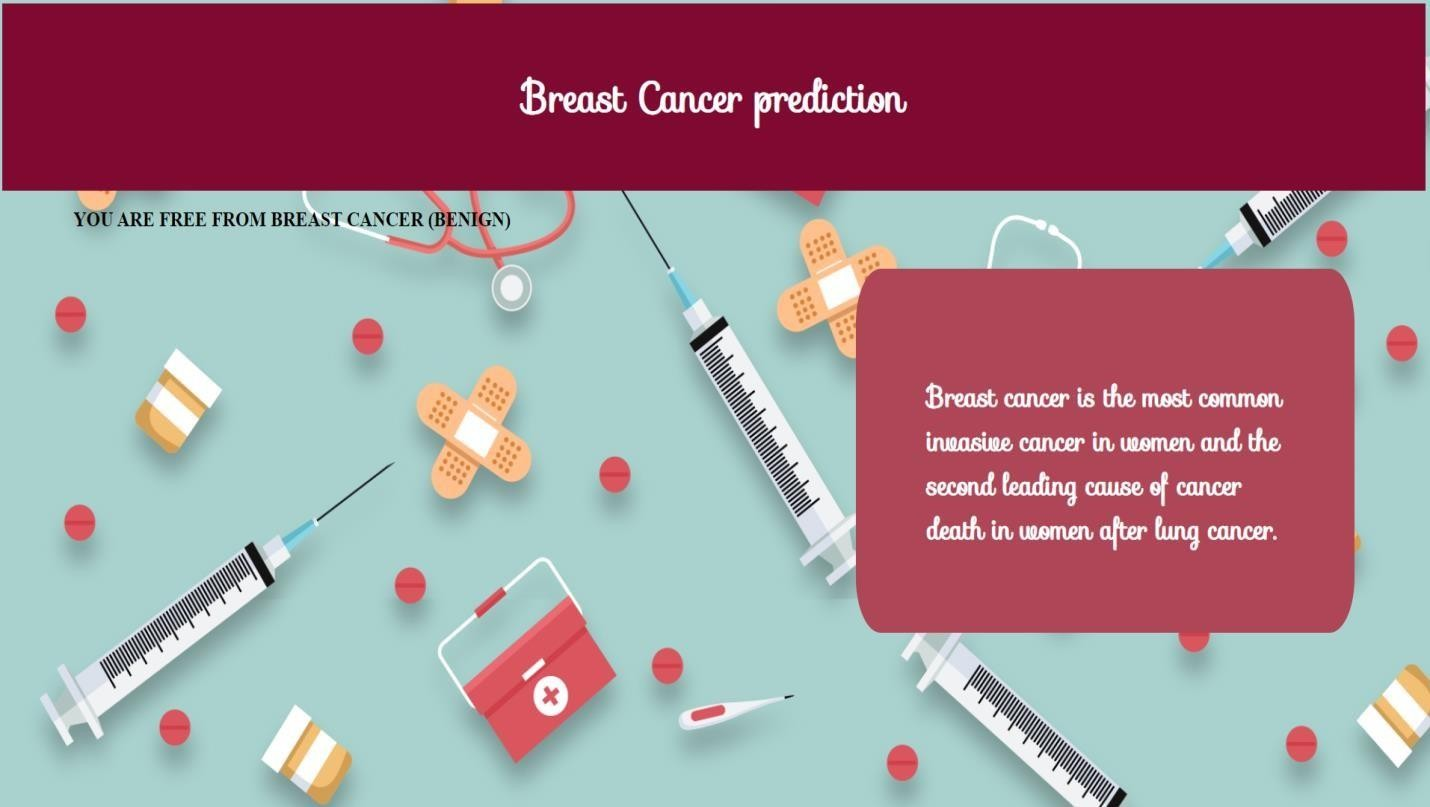 Breast Cancer prediction
YOU ARE FREE FROM BREAST CANCER (BENIGN)
Breast cancer is the most common
invasive cancer in women and the
second leading cause of cancer
death in women after lung cancer.